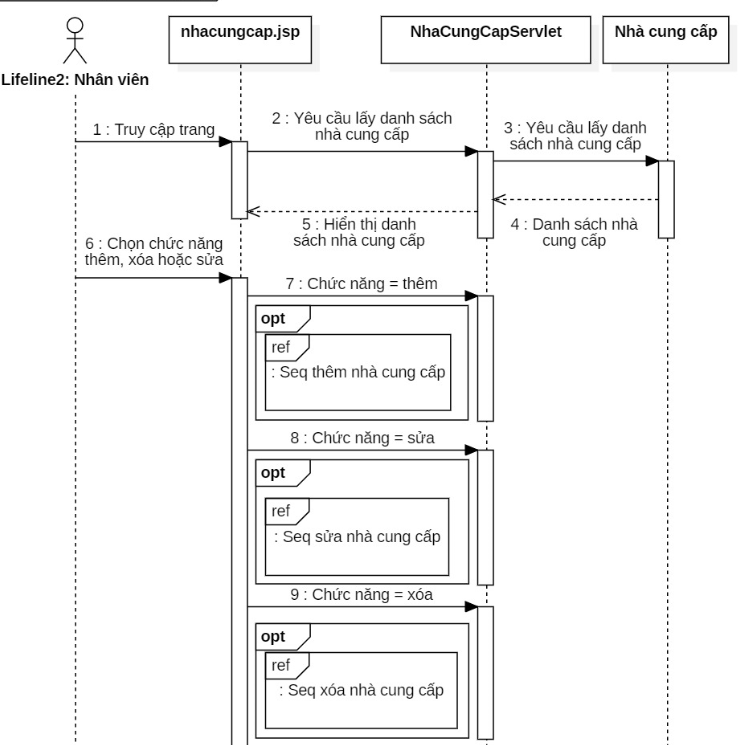 nhacungcap.jsp
NhaCungCapServlet
Nhà cung cấp
Lifeline2: Nhân viên
1 : Truy cập trang
2 : Yêu cầu lấy danh sách
nhà cung cấp
3 : Yêu cầu lấy danh
sách nhà cung cấp
4 : Danh sách nhà
cung cấp
5 : Hiển thị danh
sách nhà cung cấp
6 : Chọn chức năng
thêm, xóa hoặc sửa
7 : Chức năng = thêm
opt
ref
: Seq thêm nhà cung cấp
8 : Chức năng = sửa
opt
ref
: Seq sửa nhà cung cấp
9 : Chức năng = xóa
opt
ref
: Seq xóa nhà cung cấp